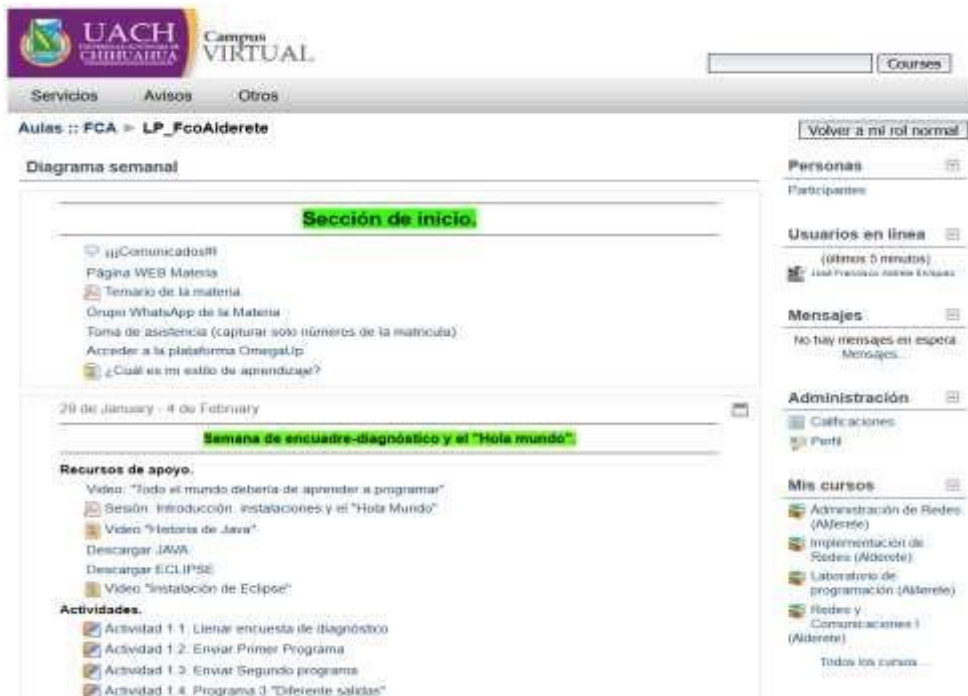 UACH
UNIVERSIDAD AUTÓNOMA DE
CHIHUAHUA
Campus
VIRTUAL
Courses
Servicios Avisos Otros
Aulas :: FCA ► LP_FcoAlderete
Volver a mi rol normal
Diagrama semanal
Sección de inicio.
¡¡¡Comunicados!!!
Página WEB Materia
Temario de la materia.
Grupo WhatsApp de la Materia
Toma de asistencia (capturar solo números de la matrícula)
Acceder a la plataforma OmegaUp
¿Cuál es mi estilo de aprendizaje?
29 de January - 4 de February
Semana de encuadre-diagnóstico y el "Hola mundo".
Recursos de apoyo.
Video: "Todo el mundo debería de aprender a programar"
Sesión: Introducción. Instalaciones y el "Hola Mundo"
Video "Historia de Java"
Descargar JAVA
Descargar ECLIPSE
Video "Instalación de Eclipse"
Actividades.
Actividad 1.1. Llenar encuesta de diagnóstico
Actividad 1.2. Enviar Primer Programa
Actividad 1.3. Enviar Segundo programa
Actividad 1.4. Programa 3 "Diferente salidas"
Personas
Participantes
Usuarios en línea
(últimos 5 minutos)
José Francisco
Mensajes
No hay mensajes en espera
Mensajes...
Administración
Calificaciones
Perfil
Mis cursos
Administración de Redes
(Alderete)
Implementación de
Redes (Alderete)
Laboratorio de
programación (Alderete)
Redes y
Comunicaciones I
(Alderete)
Todos los cursos...